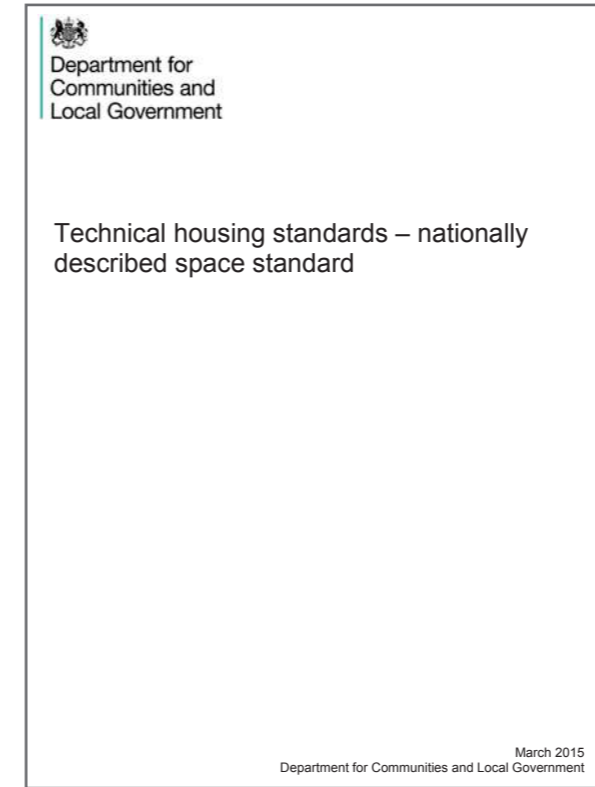 Department for
Communities and
Local Government
Technical housing standards – nationally
described space standard
March 2015
Department for Communities and Local Government